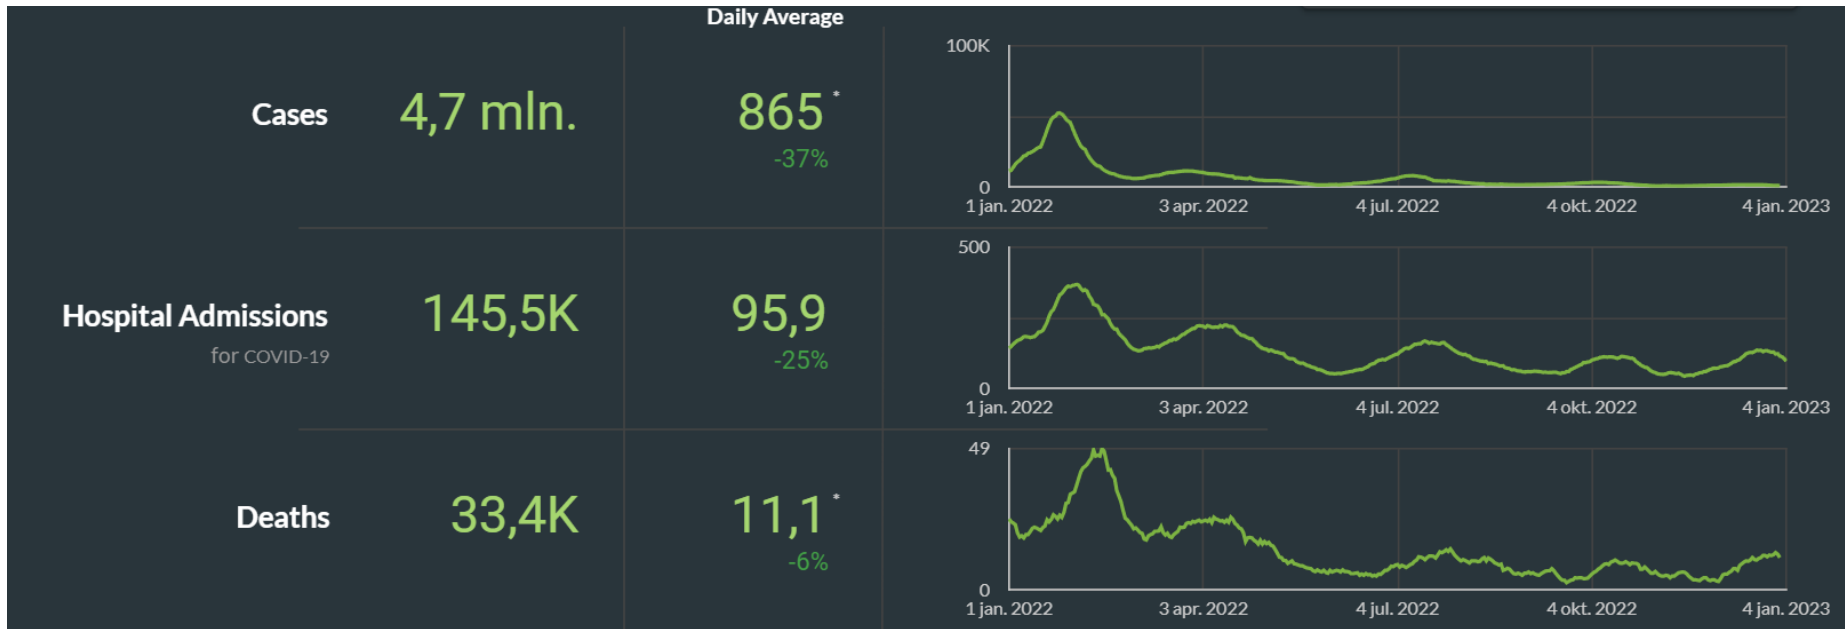 Daily Average
Cases
4,7 mln.
865 *
-37%
100K
0
1 jan. 2022
3 apr. 2022
4 jul. 2022
4 okt. 2022
4 jan. 2023
Hospital Admissions
for COVID-19
145,5K
95,9
-25%
500
0
1 jan. 2022
3 apr. 2022
4 jul. 2022
4 okt. 2022
4 jan. 2023
Deaths
33,4K
11,1 *
-6%
49
0
1 jan. 2022
3 apr. 2022
4 jul. 2022
4 okt. 2022
4 jan. 2023